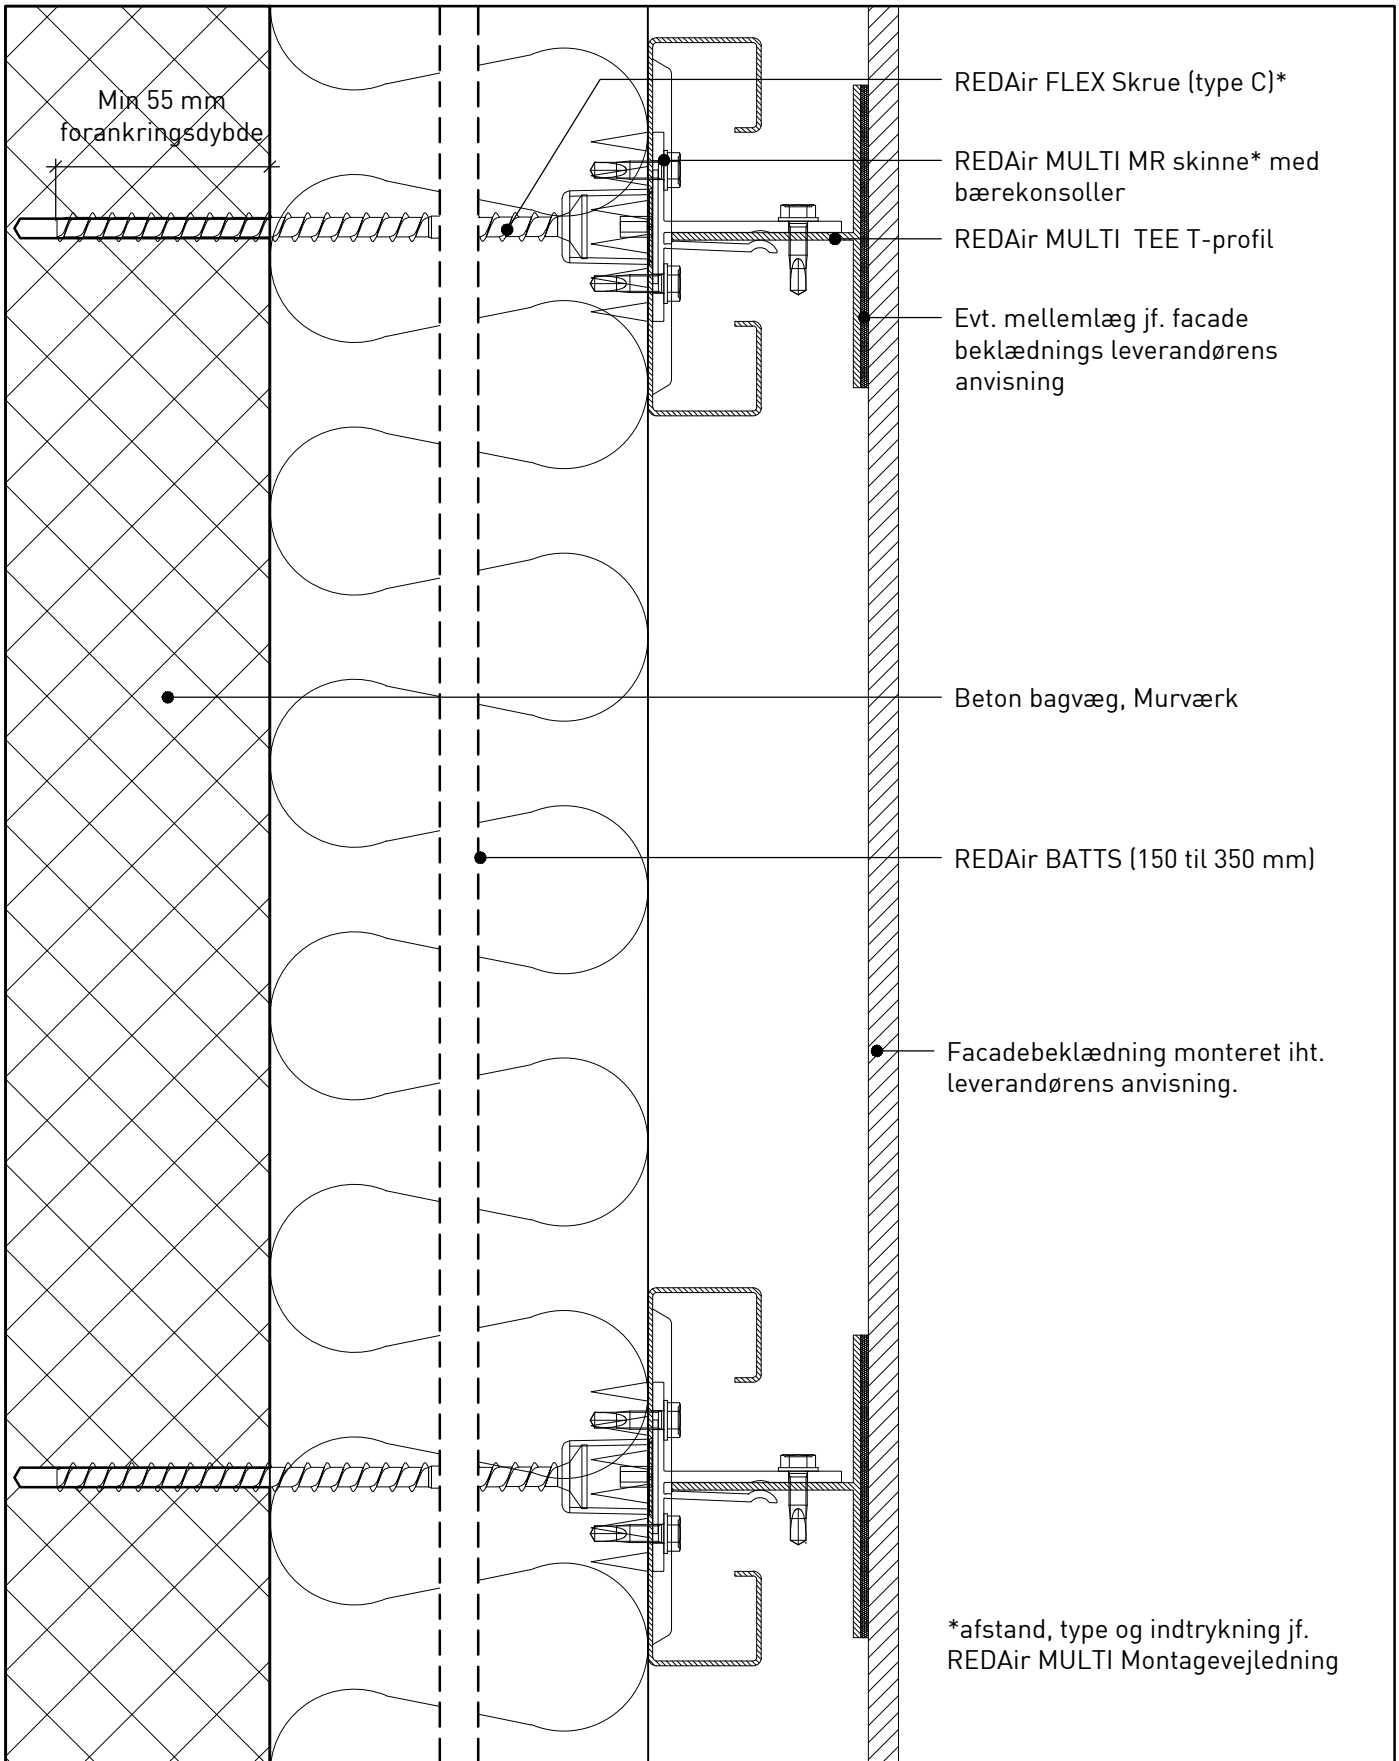 Min 55 mm
forankringsdybde
REDAir FLEX Skrue (type C)*
REDAir MULTI MR skinne* med
bærekonsoller
REDAir MULTI  TEE T-profil
Evt. mellemlæg jf. facade
beklædnings leverandørens
anvisning
Beton bagvæg, Murværk
REDAir BATTS (150 til 350 mm)
Facadebeklædning monteret iht.
leverandørens anvisning.
*afstand, type og indtrykning jf.
REDAir MULTI Montagevejledning